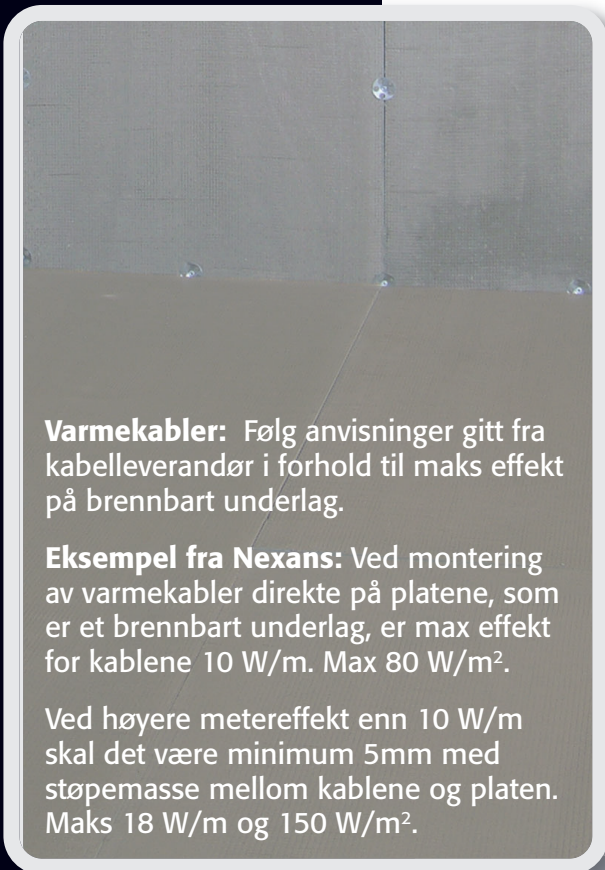 Varmekabler: Følg anvisninger gitt fra
kabelleverandør i forhold til maks effekt
på brennbart underlag.
Eksempel fra Nexans: Ved montering
av varmekabler direkte på platene, som
er et brennbart underlag, er max effekt
for kablene 10 W/m. Max 80 W/m².
Ved høyere metereffekt enn 10 W/m
skal det være minimum 5mm med
støpemasse mellom kablene og platen.
Maks 18 W/m og 150 W/m².